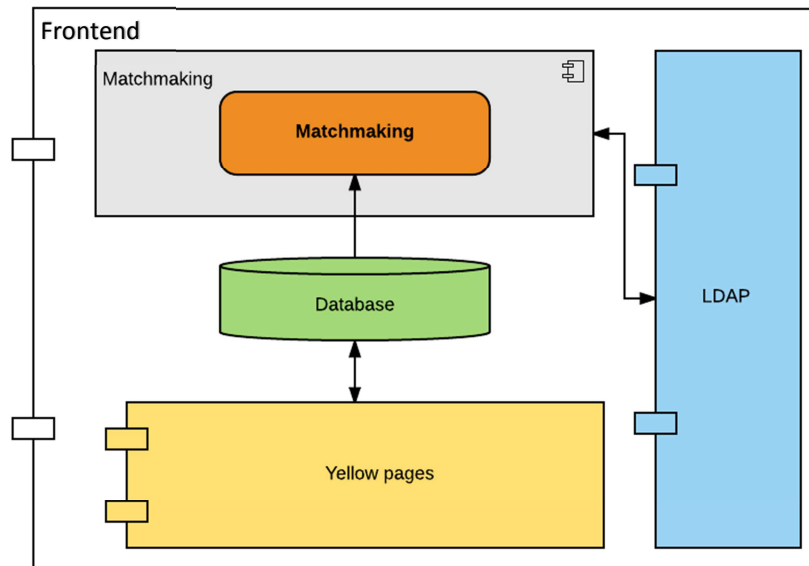 Frontend
Matchmaking
Matchmaking
Database
LDAP
Yellow pages